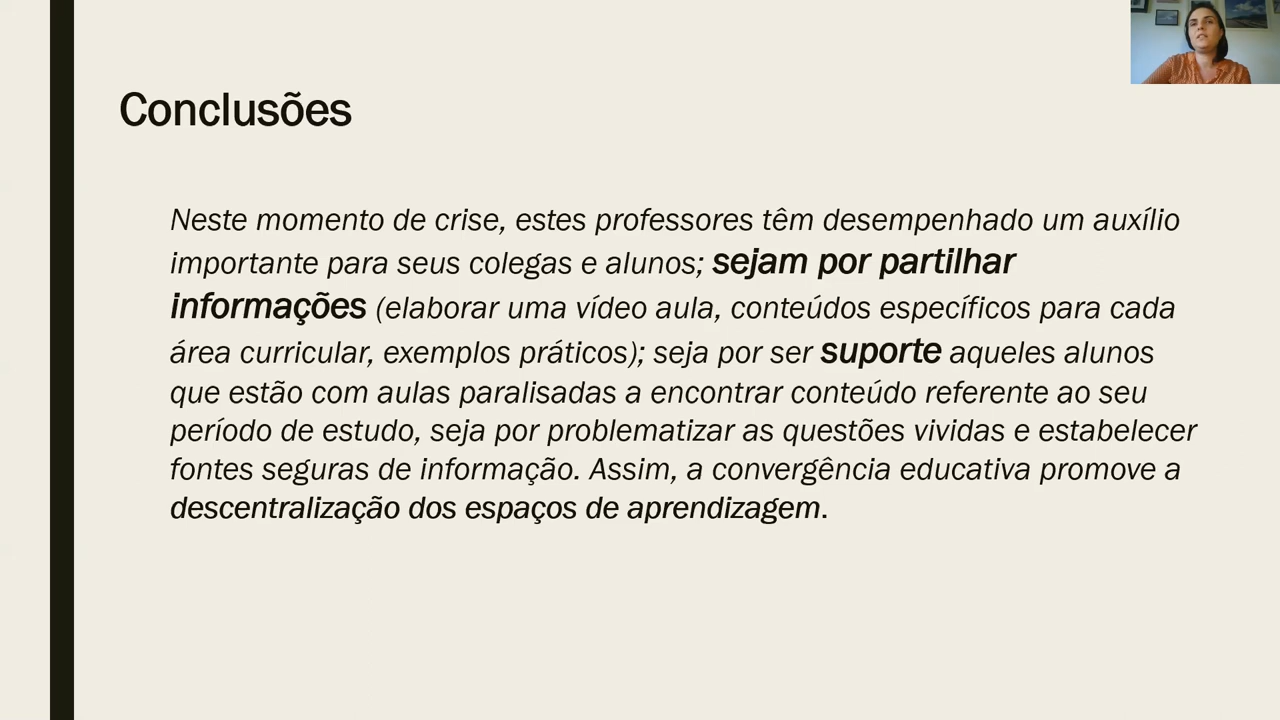 Conclusões
Neste momento de crise, estes professores têm desempenhado um auxílio
importante para seus colegas e alunos; sejam por partilhar
informações (elaborar uma vídeo aula, conteúdos específicos para cada
área curricular, exemplos práticos); seja por ser suporte aqueles alunos
que estão com aulas paralisadas a encontrar conteúdo referente ao seu
período de estudo, seja por problematizar as questões vividas e estabelecer
fontes seguras de informação. Assim, a convergência educativa promove a
descentralização dos espaços de aprendizagem.